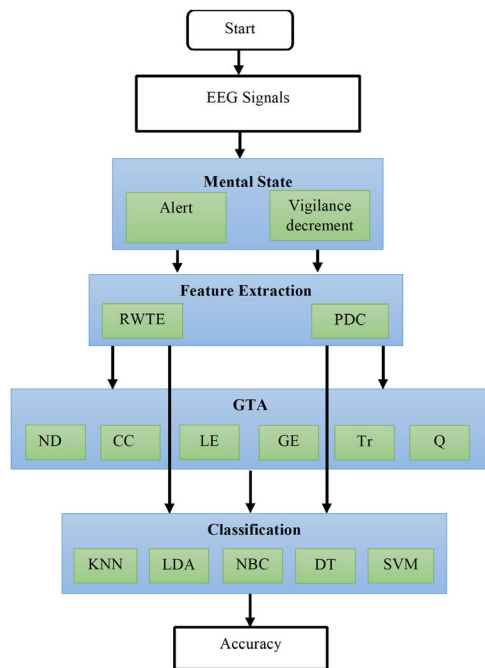 Start
EEG Signals
Mental State
Alert
Vigilance
decrement
Feature Extraction
RWTE
PDC
GTA
ND
CC
LE
GE
Tr
Q
Classification
KNN
LDA
NBC
DT
SVM
Accuracy